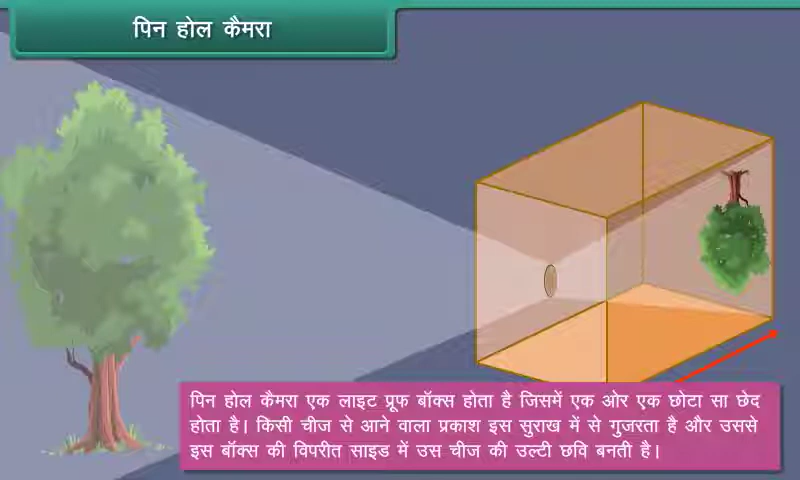 पिन होल कैमरा
पिन होल कैमरा एक लाइट प्रूफ बॉक्स होता है जिसमें एक ओर एक छोटा सा छेद
होता है। किसी चीज से आने वाला प्रकाश इस सुराख में से गुजरता है और उससे
इस बॉक्स की विपरीत साइड में उस चीज की उल्टी छवि बनती है।